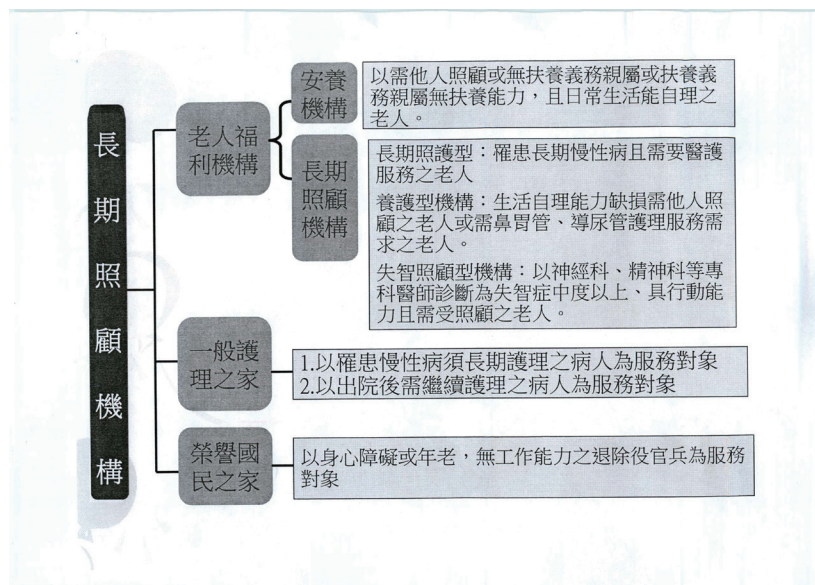 長期照顧機構
老人福
利機構
安養
機構
以需他人照顧或無扶養義務親屬或扶養義
務親屬無扶養能力，且日常生活能自理之
老人。
長期
照顧
機構
長期照護型：罹患長期慢性病且需要醫護
服務之老人
養護型機構：生活自理能力缺損需他人照
顧之老人或需鼻胃管、導尿管護理服務需
求之老人。
失智照顧型機構：以神經科、精神科等專
科醫師診斷為失智症中度以上、具行動能
力且需受照顧之老人。
一般護
理之家
1.以罹患慢性病須長期護理之病人為服務對象
2.以出院後需繼續護理之病人為服務對象
榮譽國
民之家
以身心障礙或年老，無工作能力之退除役官兵為服務
對象